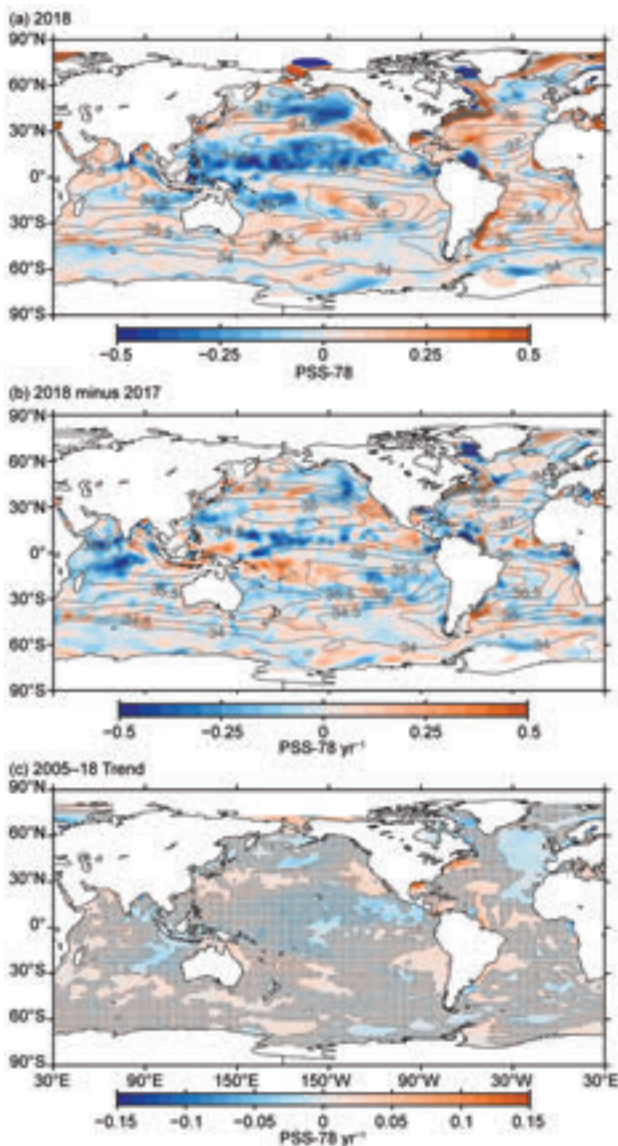 (a) 2018
90°N
60°N
30°N
0°
30°S
60°S
90°S
−0.5 −0.25 0 0.25 0.5
PSS-78
(b) 2018 minus 2017
90°N
60°N
30°N
0°
30°S
60°S
90°S
−0.5 −0.25 0 0.25 0.5
PSS-78 yr⁻¹
(c) 2005–18 Trend
90°N
60°N
30°N
0°
30°S
60°S
90°S
30°E 90°E 150°E 150°W 90°W 30°W 30°E
−0.15 −0.1 −0.05 0 0.05 0.1 0.15
PSS-78 yr⁻¹